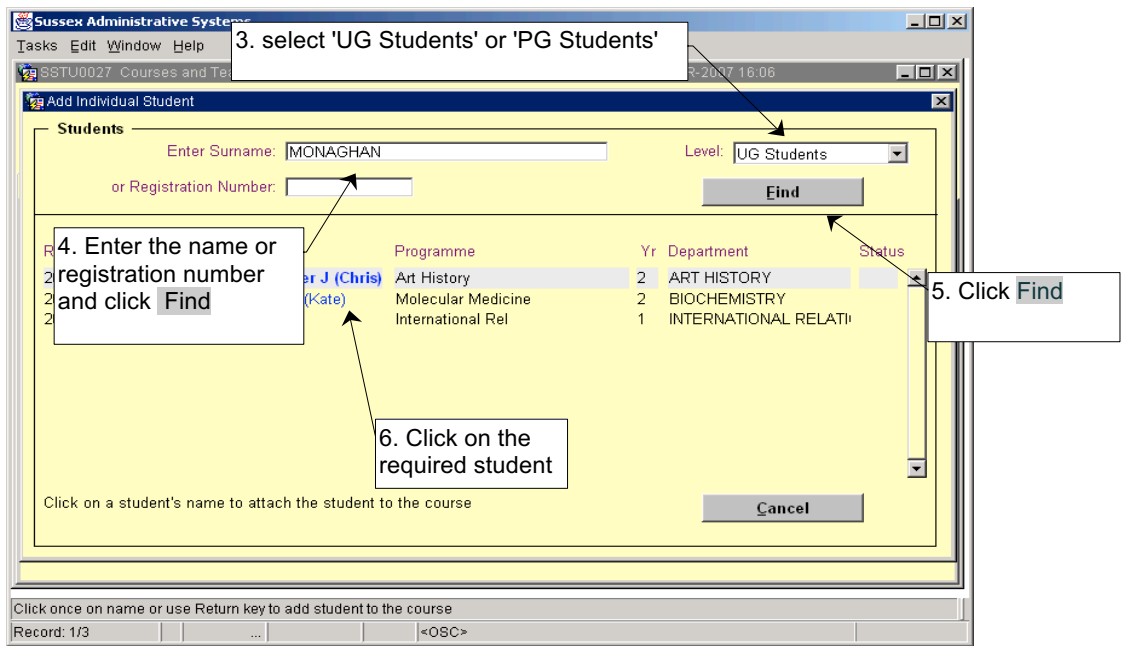 Sussex Administrative Systems
Tasks Edit Window Help
3. select 'UG Students' or 'PG Students'
SSTU0027 Courses and Te R-2007 16:06
Add Individual Student
Students
Enter Surname: MONAGHAN Level: UG Students
or Registration Number: Find
4. Enter the name or
registration number
and click Find
R Programme Yr Department Status
2 er J (Chris) Art History 2 ART HISTORY
2 (Kate) Molecular Medicine 2 BIOCHEMISTRY
2 International Rel 1 INTERNATIONAL RELATI
5. Click Find
6. Click on the
required student
Click on a student's name to attach the student to the course Cancel
Click once on name or use Return key to add student to the course
Record: 1/3 ... <OSC>